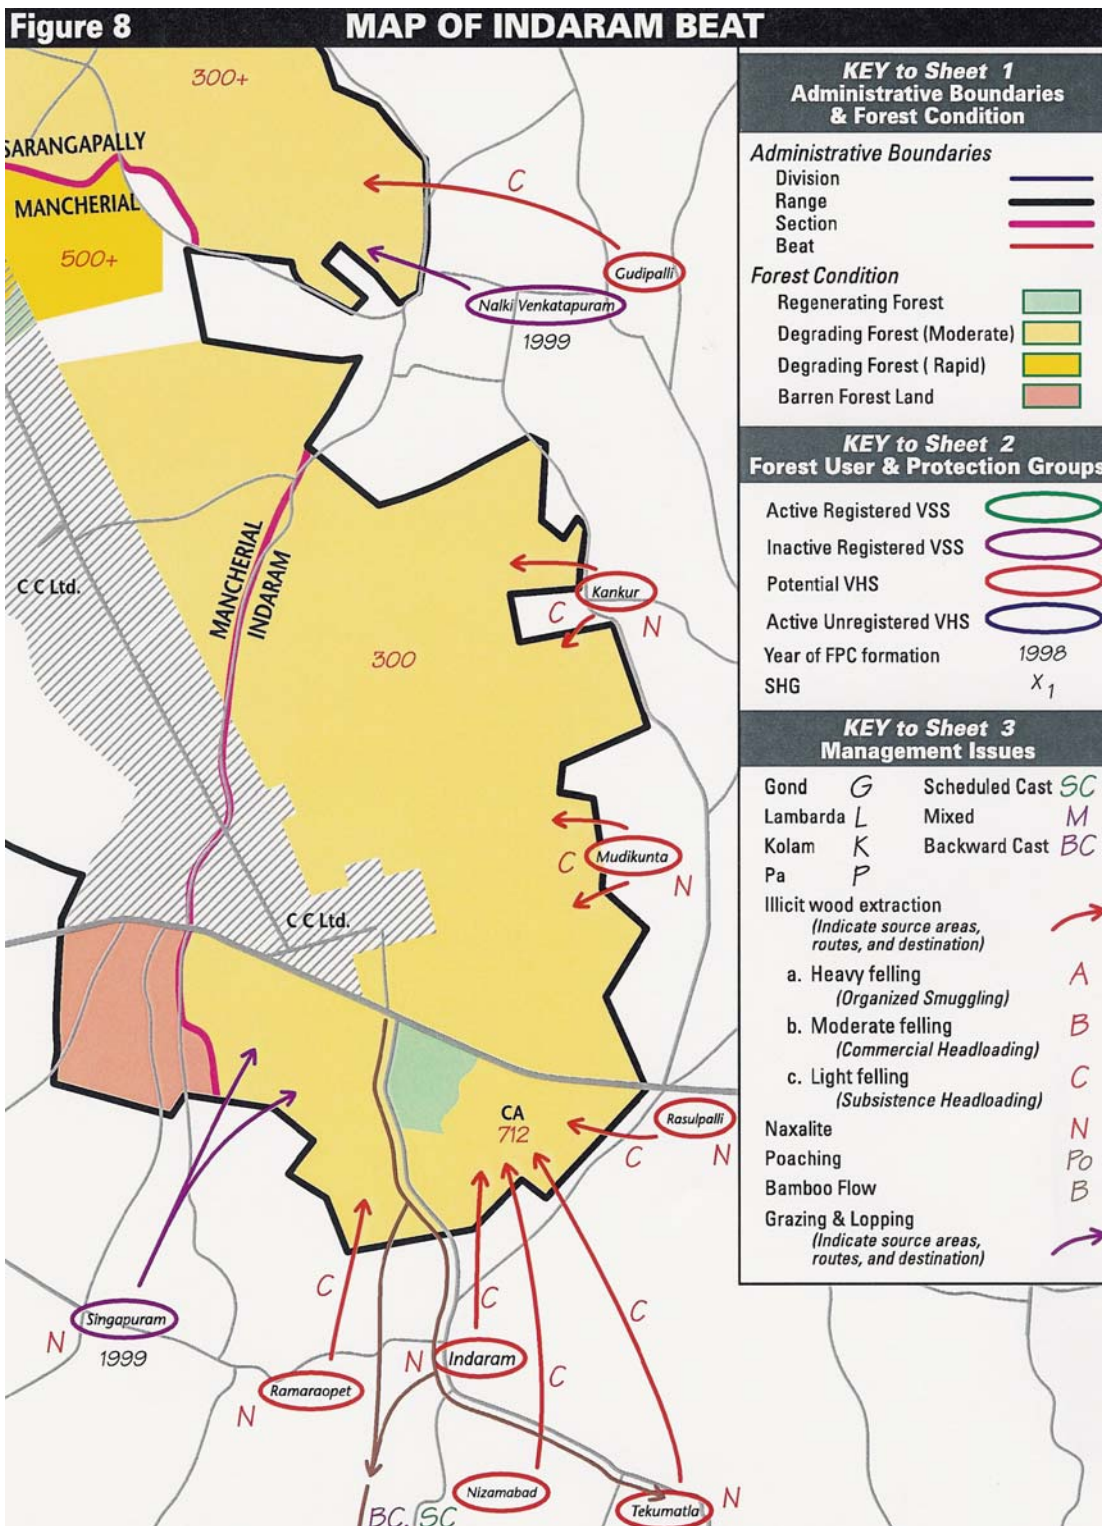 Figure 8
MAP OF INDARAM BEAT
300+
SARANGAPALLY
MANCHERIAL
500+
C
Gudipalli
Nalki Venkatapuram
1999
C C Ltd.
MANCHERIAL
INDARAM
300
Kankur
C
N
Mudikunta
C
N
C C Ltd.
CA
712
Rasulpalli
C
N
C
C
C
C
Singapuram
N
1999
Ramaraopet
N
N
Indaram
Nizamabad
Tekumatla
N
BC, SC
KEY to Sheet 1
Administrative Boundaries
& Forest Condition
Administrative Boundaries
Division
Range
Section
Beat
Forest Condition
Regenerating Forest
Degrading Forest (Moderate)
Degrading Forest ( Rapid)
Barren Forest Land
KEY to Sheet 2
Forest User & Protection Groups
Active Registered VSS
Inactive Registered VSS
Potential VHS
Active Unregistered VHS
Year of FPC formation 1998
SHG X1
KEY to Sheet 3
Management Issues
Gond G Scheduled Cast SC
Lambarda L Mixed M
Kolam K Backward Cast BC
Pa P
Illicit wood extraction
(Indicate source areas,
routes, and destination)
a. Heavy felling A
(Organized Smuggling)
b. Moderate felling B
(Commercial Headloading)
c. Light felling C
(Subsistence Headloading)
Naxalite N
Poaching Po
Bamboo Flow B
Grazing & Lopping
(Indicate source areas,
routes, and destination)